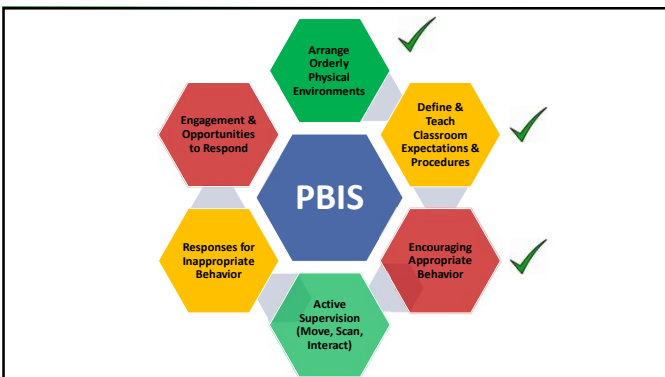 Arrange
Orderly
Physical
Environments
Define &
Teach
Classroom
Expectations &
Procedures
Encouraging
Appropriate
Behavior
Active
Supervision
(Move, Scan,
Interact)
Responses for
Inappropriate
Behavior
Engagement &
Opportunities
to Respond
PBIS